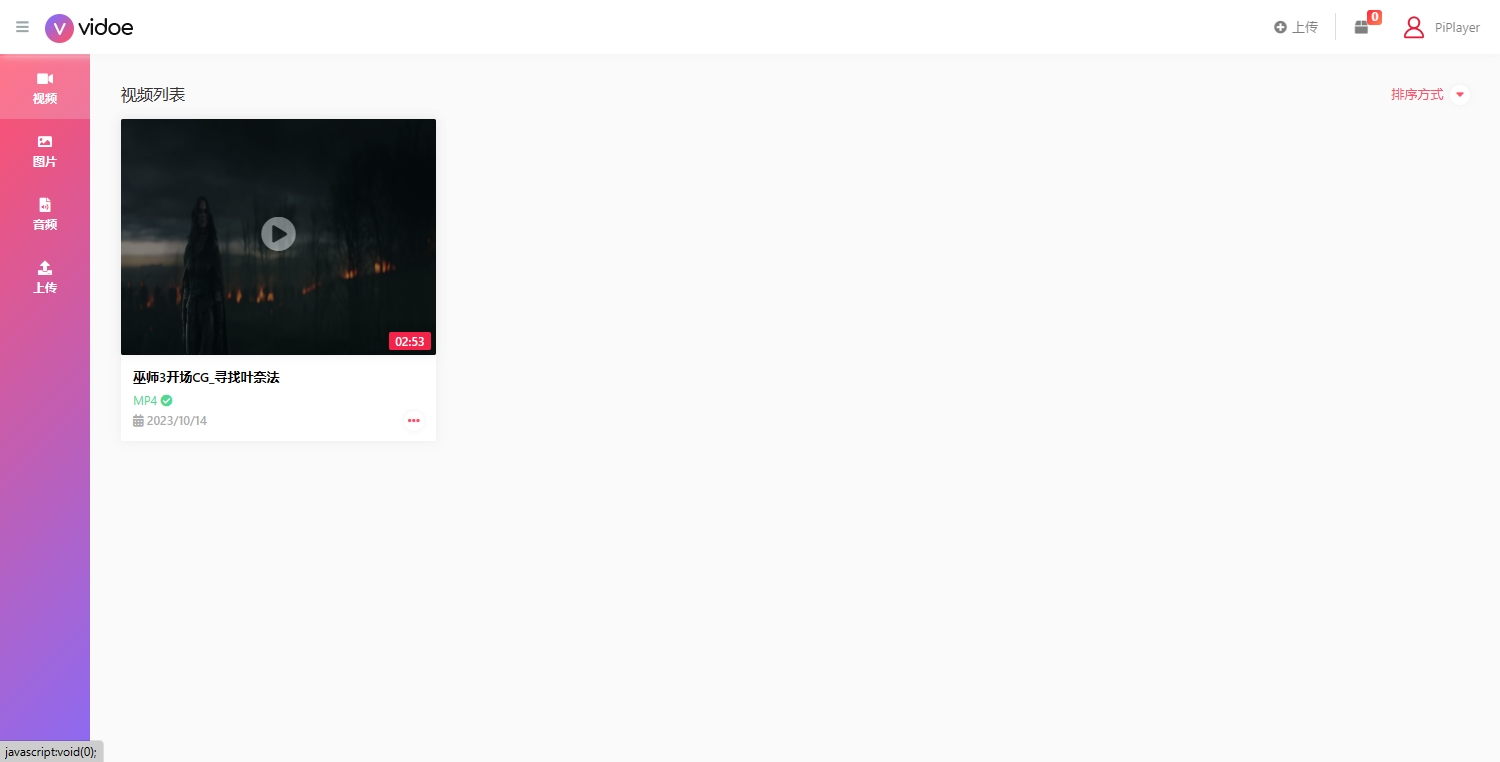 vidoe
上传
0
PiPlayer
视频
图片
音频
上传
视频列表
排序方式
02:53
巫师3开场CG_寻找叶奈法
MP4
2023/10/14
javascript:void(0);